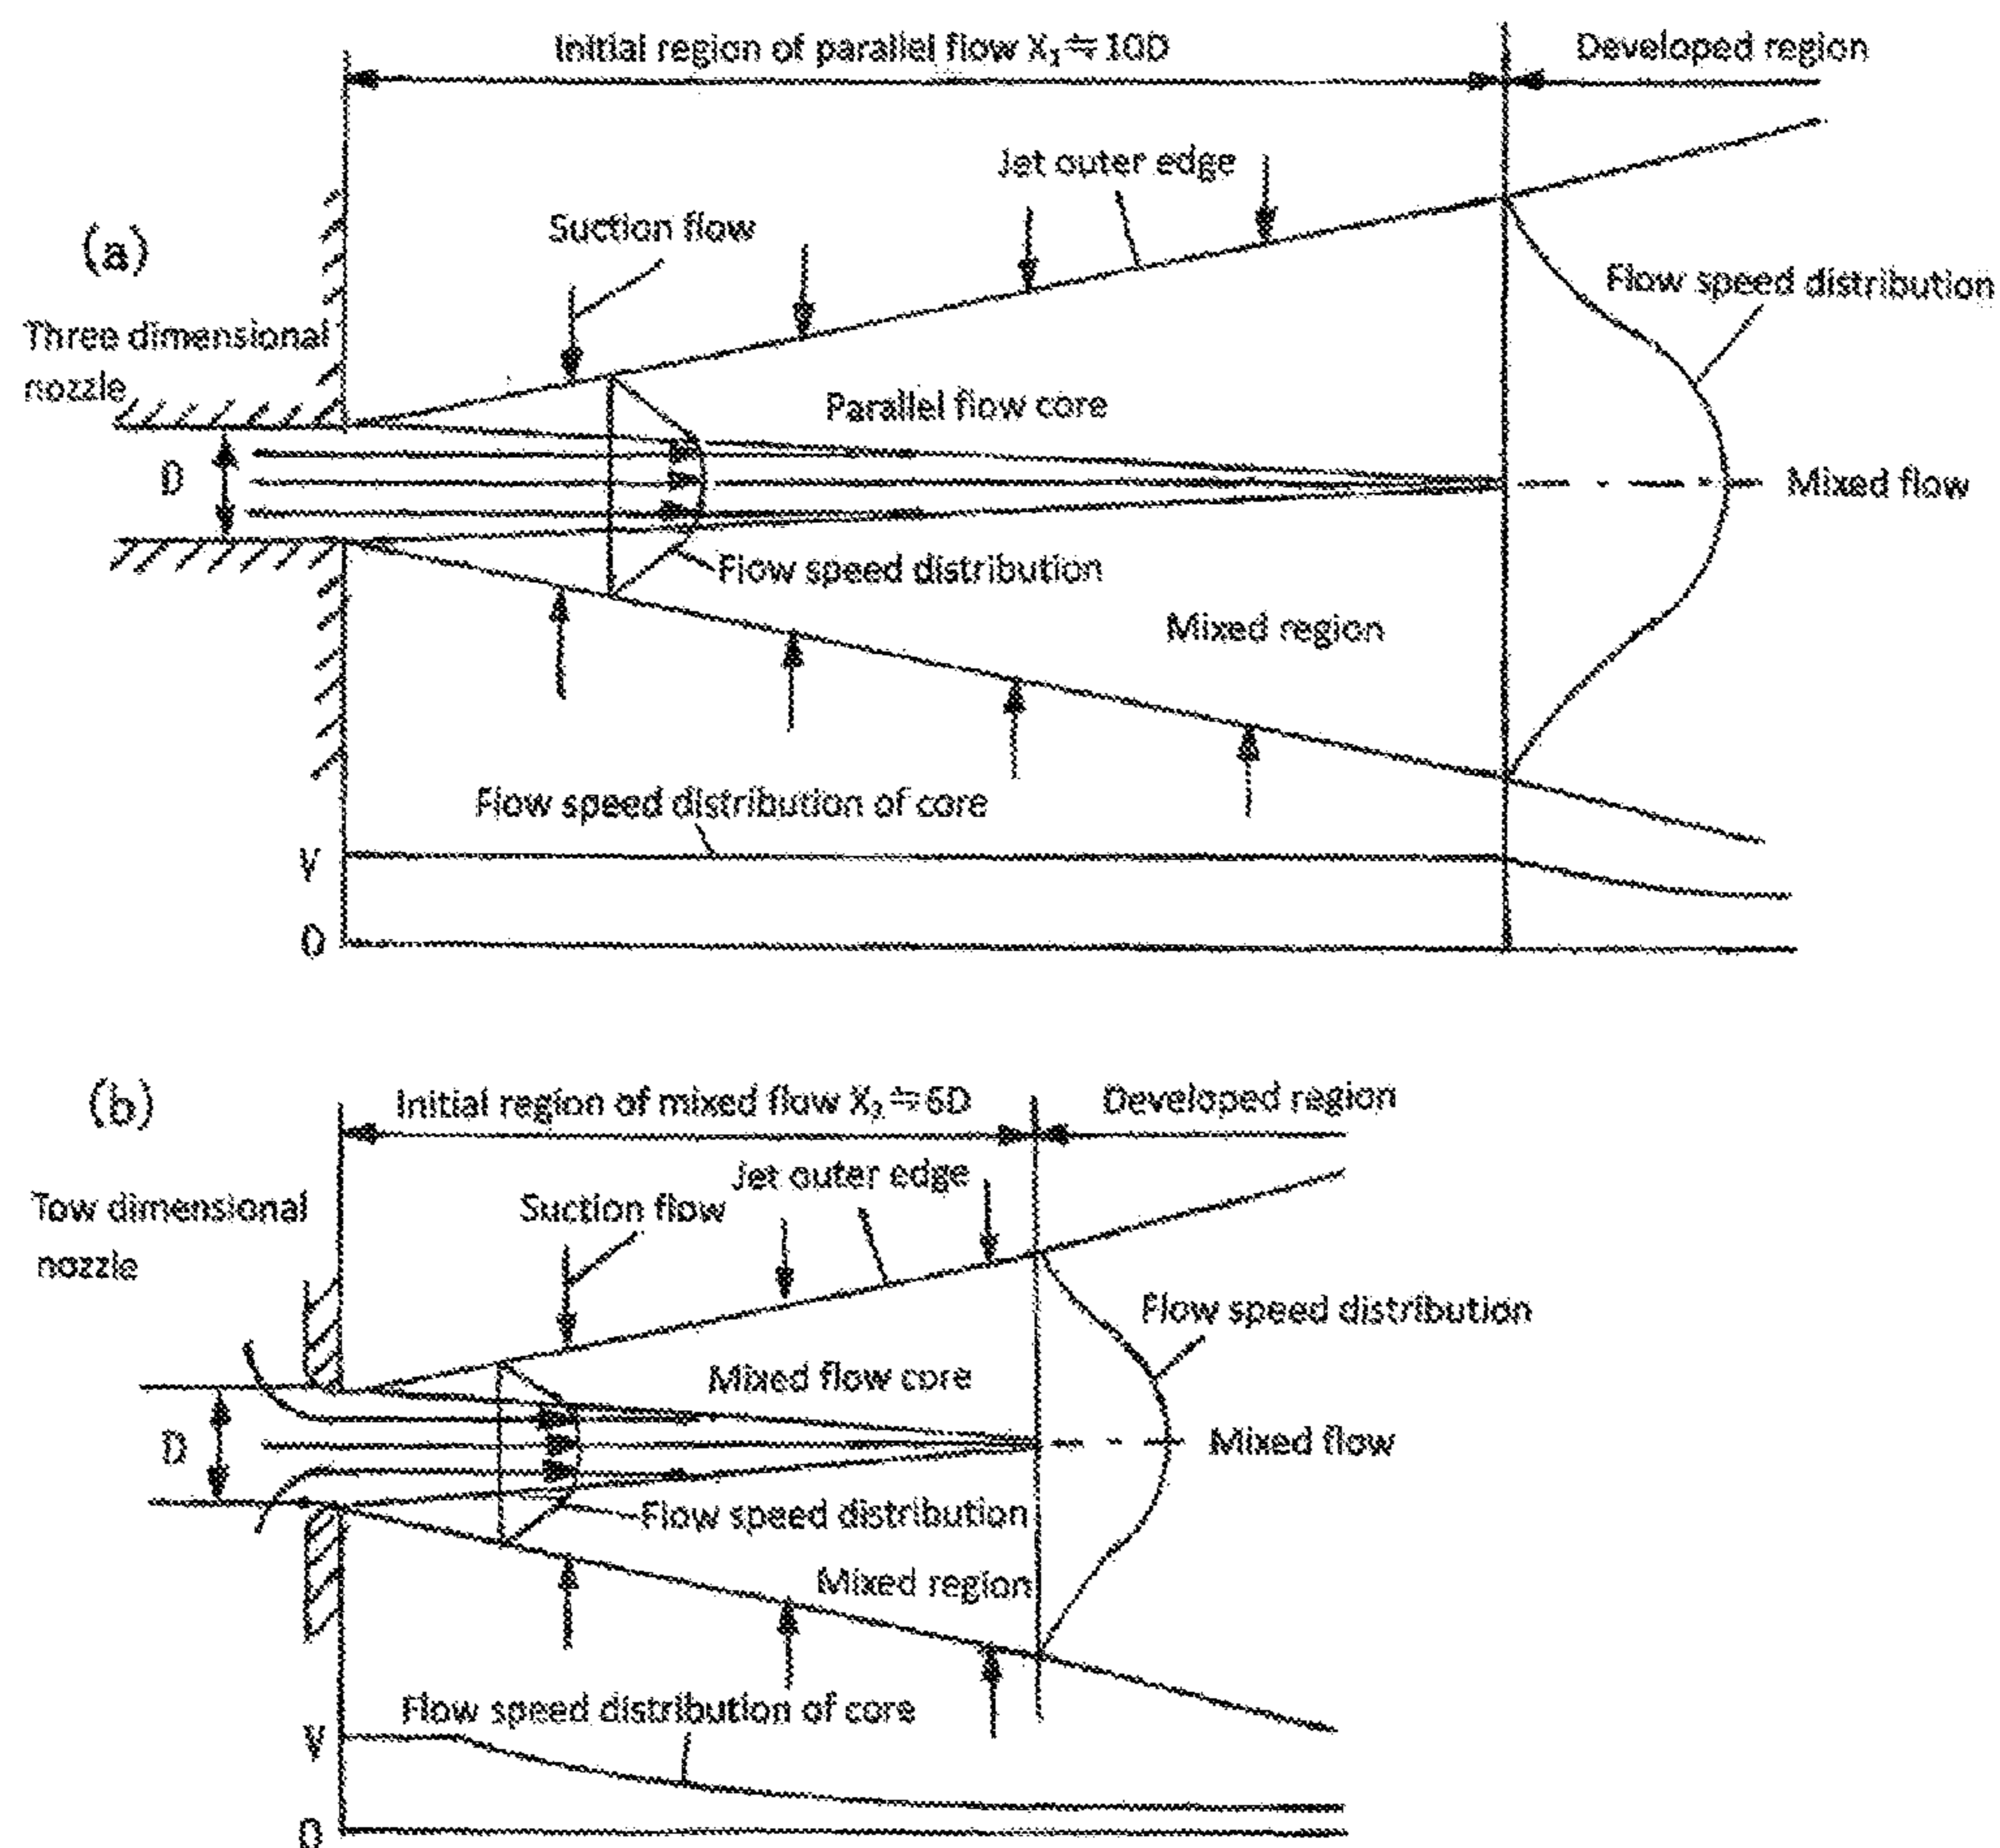 Initial region of parallel flow X₁≒10D
Developed region
Jet outer edge
Suction flow
(a)
Flow speed distribution
Three dimensional
nozzle
Parallel flow core
D
Mixed flow
Flow speed distribution
Mixed region
Flow speed distribution of core
V
0
(b)
Initial region of mixed flow X₂≒6D
Developed region
Jet outer edge
Tow dimensional
nozzle
Suction flow
Flow speed distribution
Mixed flow core
D
Mixed flow
Flow speed distribution
Mixed region
Flow speed distribution of core
V
0